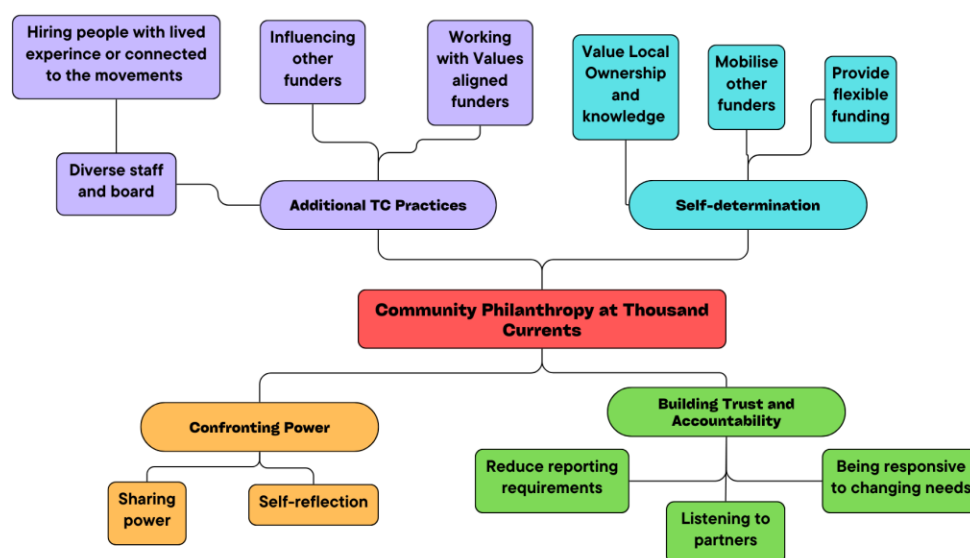 Hiring people with lived
experince or connected
to the movements
Influencing
other
funders
Working
with Values
aligned
funders
Value Local
Ownership
and
knowledge
Mobilise
other
funders
Provide
flexible
funding
Diverse staff
and board
Additional TC Practices
Self-determination
Community Philanthropy at Thousand
Currents
Confronting Power
Building Trust and
Accountability
Sharing
power
Self-reflection
Reduce reporting
requirements
Listening to
partners
Being responsive
to changing needs